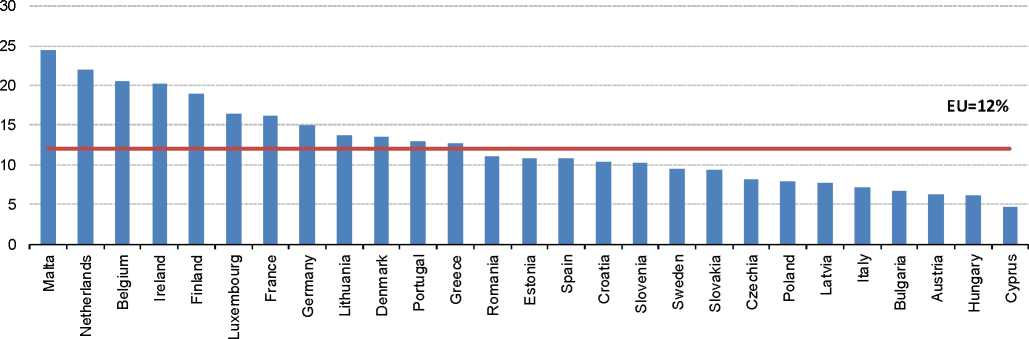 30
25
20
15
10
5
0
EU=12%
Malta
Netherlands
Belgium
Ireland
Finland
Luxembourg
France
Germany
Lithuania
Denmark
Portugal
Greece
Romania
Estonia
Spain
Croatia
Slovenia
Sweden
Slovakia
Czechia
Poland
Latvia
Italy
Bulgaria
Austria
Hungary
Cyprus